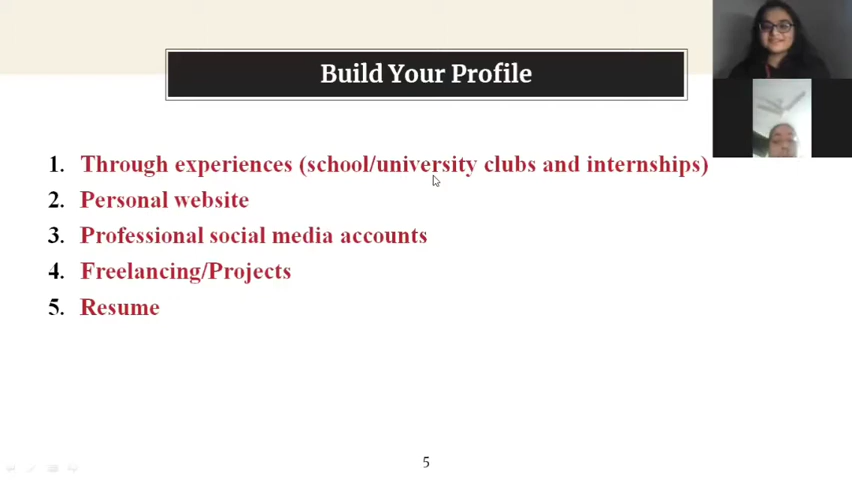 Build Your Profile
1. Through experiences (school/university clubs and internships)
2. Personal website
3. Professional social media accounts
4. Freelancing/Projects
5. Resume
5